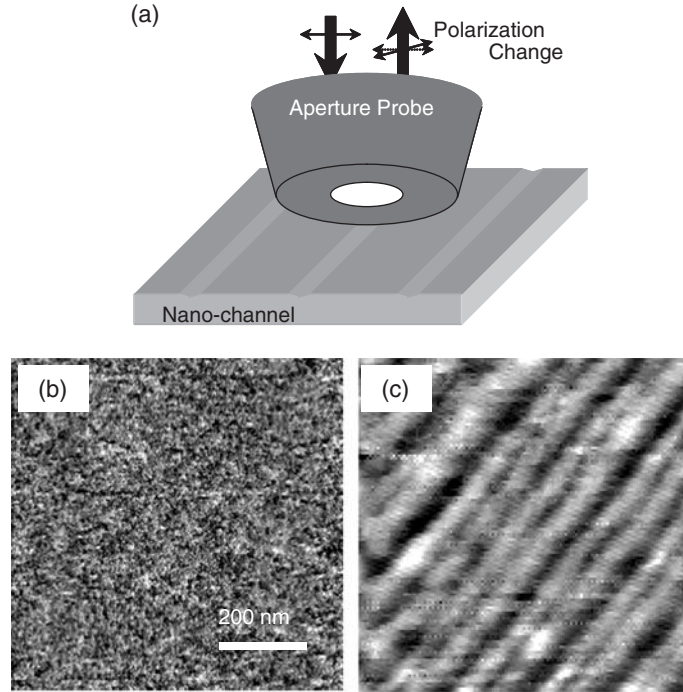 (a)
Polarization
Change
Aperture Probe
Nano-channel
(b)
(c)
200 nm